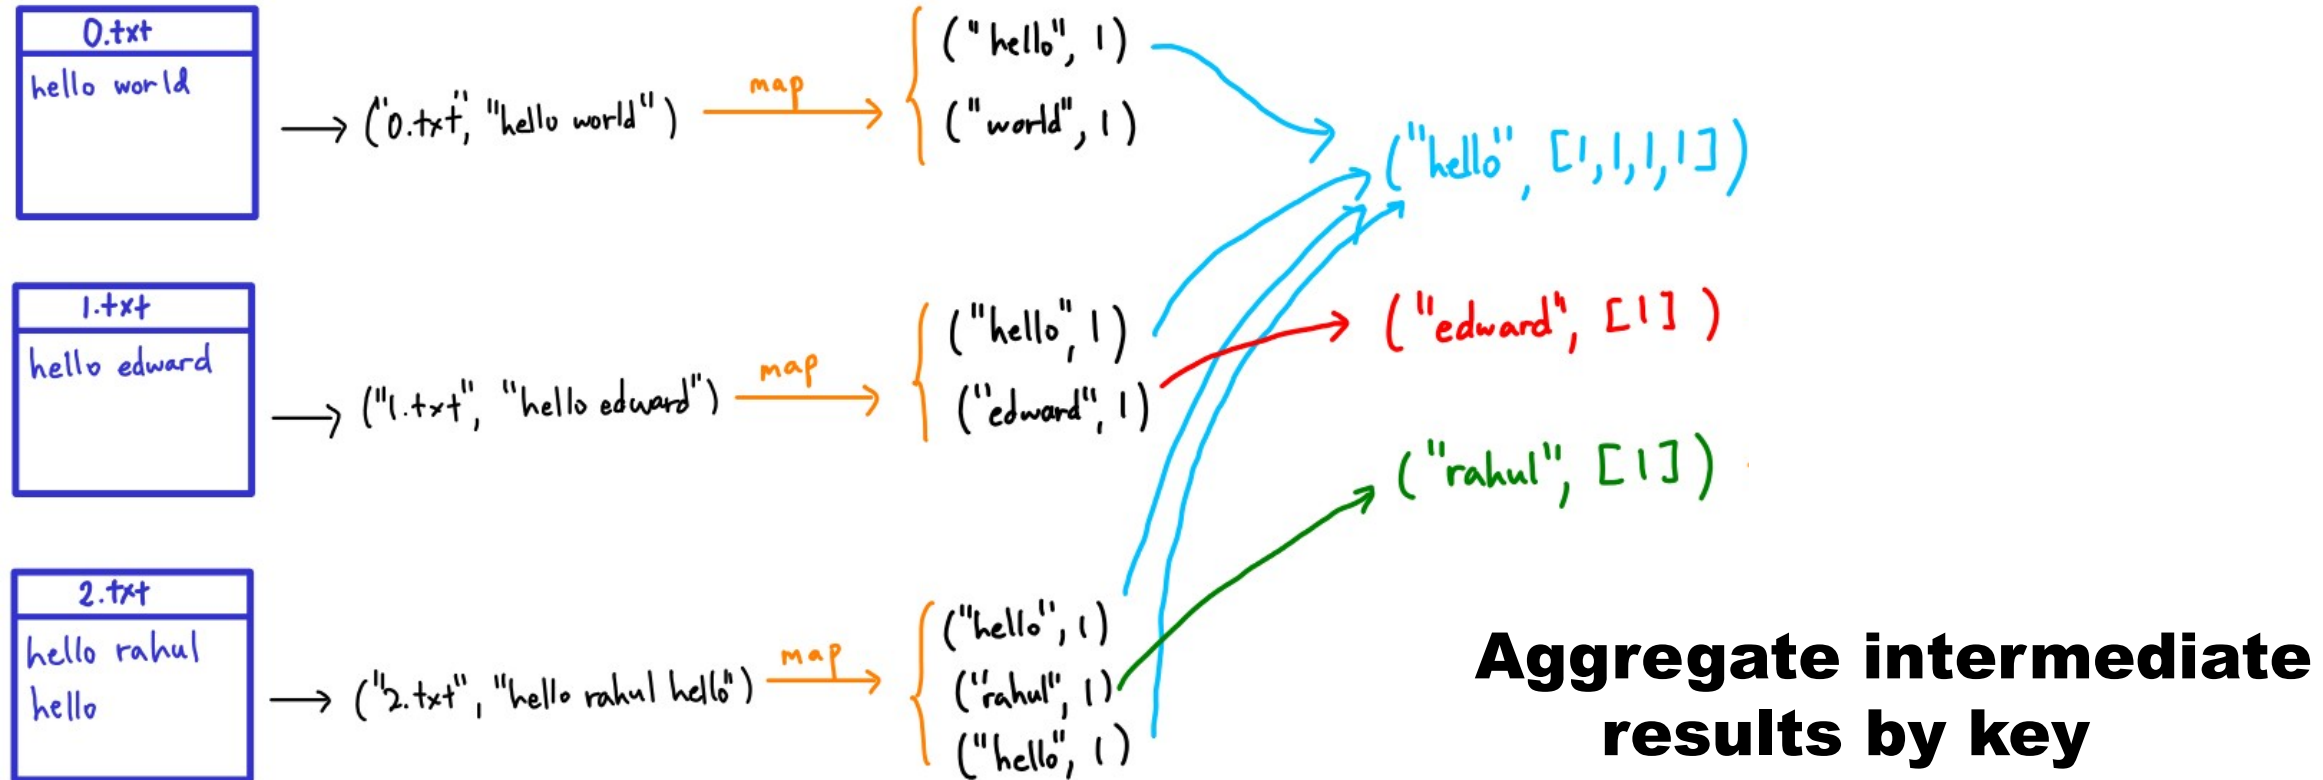 0.txt
hello world
("0.txt", "hello world")
map
("hello", 1)
("world", 1)
("hello", [1,1,1,1])
1.txt
hello edward
("1.txt", "hello edward")
map
("hello", 1)
("edward", 1)
("edward", [1])
("rahul", [1])
2.txt
hello rahul
hello
("2.txt", "hello rahul hello")
map
("hello", 1)
("rahul", 1)
("hello", 1)
Aggregate intermediate
results by key